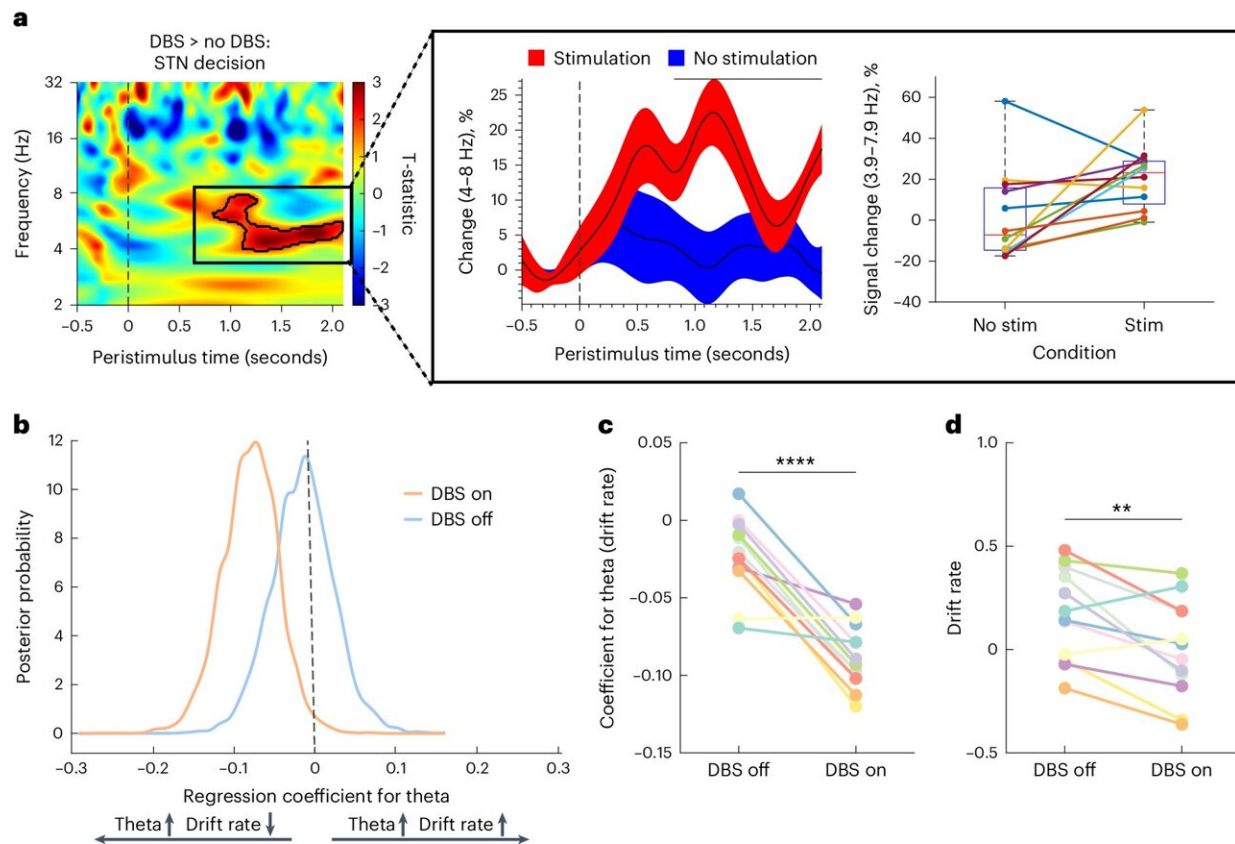 a
DBS > no DBS:
STN decision
32
16
8
4
2
Frequency (Hz)
−0.5 0 0.5 1.0 1.5 2.0
Peristimulus time (seconds)
3
2
1
0
−1
−2
−3
T-statistic
Stimulation No stimulation
25
20
15
10
5
0
Change (4–8 Hz), %
−0.5 0 0.5 1.0 1.5 2.0
Peristimulus time (seconds)
60
40
20
0
−20
−40
Signal change (3.9–7.9 Hz), %
No stim Stim
Condition
b
12
10
8
6
4
2
0
Posterior probability
DBS on
DBS off
−0.3 −0.2 −0.1 0 0.1 0.2 0.3
Regression coefficient for theta
Theta Drift rate Theta Drift rate
c
0.05
0
−0.05
−0.10
−0.15
Coefficient for theta (drift rate)
****
DBS off DBS on
d
1.0
0.5
0
−0.5
Drift rate
**
DBS off DBS on